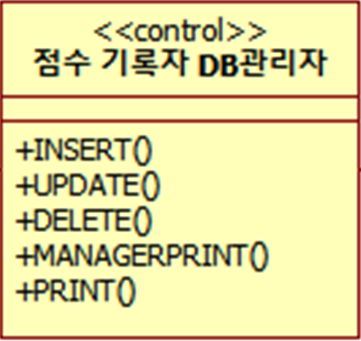 <<control>>
점수 기록자 DB관리자
+INSERT()
+UPDATE()
+DELETE()
+MANAGERPRINT()
+PRINT()